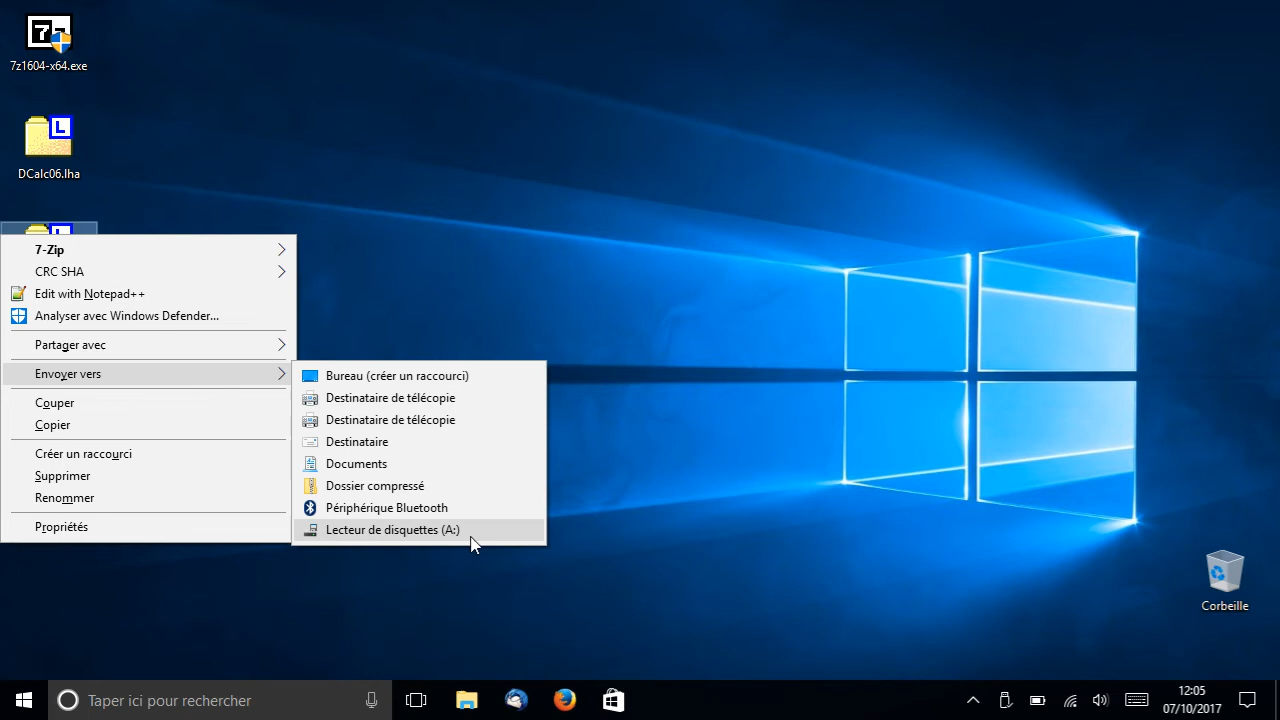 7z
7z1604-x64.exe
L
DCalc06.lha
L
7-Zip
CRC SHA
Edit with Notepad++
Analyser avec Windows Defender...
Partager avec
Envoyer vers
Couper
Copier
Créer un raccourci
Supprimer
Renommer
Propriétés
Bureau (créer un raccourci)
Destinataire de télécopie
Destinataire de télécopie
Destinataire
Documents
Dossier compressé
Périphérique Bluetooth
Lecteur de disquettes (A:)
Corbeille
Taper ici pour rechercher
12:05
07/10/2017